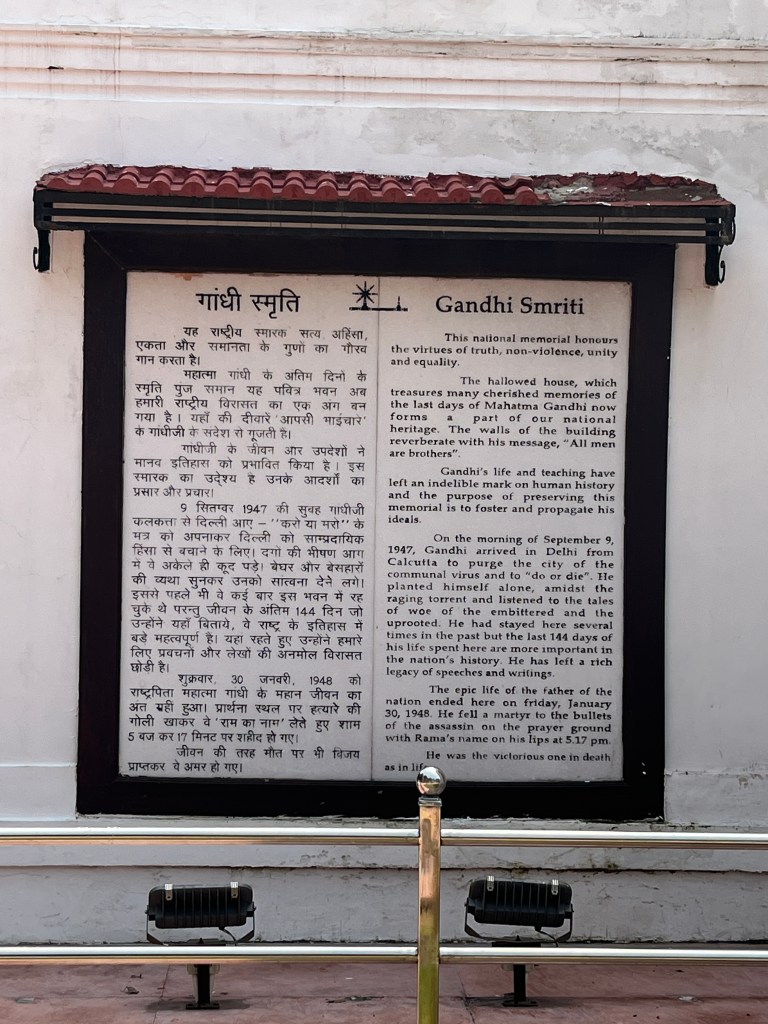 गांधी स्मृति
यह राष्ट्रीय स्मारक सत्य, अहिंसा,
एकता और समानता के गुणों का गौरव
गान करता है।
महात्मा गांधी के अंतिम दिनों के
स्मृति पुंज समान यह पवित्र भवन अब
हमारी राष्ट्रीय विरासत का एक अंग बन
गया है। यहाँ की दीवारें 'आपसी भाईचारे'
के गांधीजी के संदेश से गूंजती हैं।
गांधीजी के जीवन और उपदेशों ने
मानव इतिहास को प्रभावित किया है। इस
स्मारक का उद्देश्य है उनके आदर्शों का
प्रसार और प्रचार।
9 सितम्बर 1947 की सुबह गांधीजी
कलकत्ता से दिल्ली आए – ''करो या मरो'' के
मंत्र को अपनाकर दिल्ली को साम्प्रदायिक
हिंसा से बचाने के लिए। दंगों की भीषण आग
में वे अकेले ही कूद पड़े। बेघर और बेसहारों
की व्यथा सुनकर उनको सांत्वना देने लगे।
इससे पहले भी वे कई बार इस भवन में रह
चुके थे परन्तु जीवन के अंतिम 144 दिन जो
उन्होंने यहाँ बिताये, वे राष्ट्र के इतिहास में
बड़े महत्वपूर्ण है। यहां रहते हुए उन्होंने हमारे
लिए प्रवचनों और लेखों की अनमोल विरासत
छोड़ी है।
शुक्रवार, 30 जनवरी, 1948 को
राष्ट्रपिता महात्मा गांधी के महान जीवन का
अंत यहीं हुआ। प्रार्थना स्थल पर हत्यारे की
गोली खाकर वे 'राम का नाम' लेते हुए शाम
5 बज कर 17 मिनट पर शहीद हो गए।
जीवन की तरह मौत पर भी विजय
प्राप्तकर वे अमर हो गए।
Gandhi Smriti
This national memorial honours
the virtues of truth, non-violence, unity
and equality.
The hallowed house, which
treasures many cherished memories of
the last days of Mahatma Gandhi now
forms a part of our national
heritage. The walls of the building
reverberate with his message, "All men
are brothers".
Gandhi's life and teaching have
left an indelible mark on human history
and the purpose of preserving this
memorial is to foster and propagate his
ideals.
On the morning of September 9,
1947, Gandhi arrived in Delhi from
Calcutta to purge the city of the
communal virus and to "do or die". He
planted himself alone, amidst the
raging torrent and listened to the tales
of woe of the embittered and the
uprooted. He had stayed here several
times in the past but the last 144 days of
his life spent here are more important in
the nation's history. He has left a rich
legacy of speeches and writings.
The epic life of the father of the
nation ended here on friday, January
30, 1948. He fell a martyr to the bullets
of the assassin on the prayer ground
with Rama's name on his lips at 5.17 pm.
He was the victorious one in death
as in